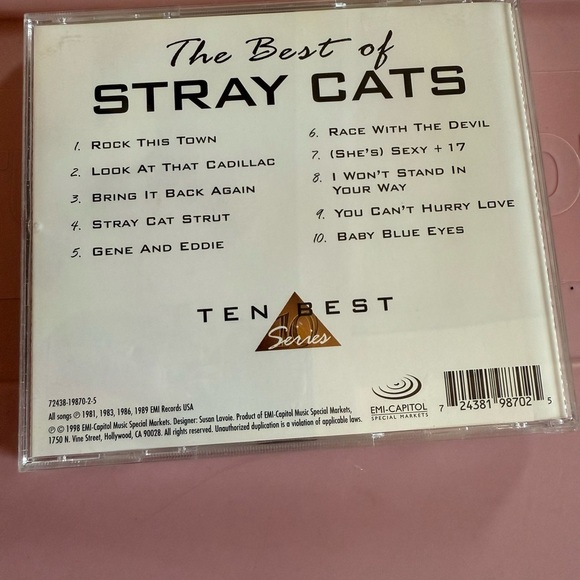 The Best of
STRAY CATS
1. ROCK THIS TOWN
2. LOOK AT THAT CADILLAC
3. BRING IT BACK AGAIN
4. STRAY CAT STRUT
5. GENE AND EDDIE
6. RACE WITH THE DEVIL
7. (SHE'S) SEXY + 17
8. I WON'T STAND IN
YOUR WAY
9. YOU CAN'T HURRY LOVE
10. BABY BLUE EYES
TEN BEST
10
Series
72438-19870-2-5
All songs ℗ 1981, 1983, 1986, 1989 EMI Records USA
℗ © 1998 EMI-Capitol Music Special Markets. Designer: Susan Lavoie. Product of EMI-Capitol Music Special Markets,
1750 N. Vine Street, Hollywood, CA 90028. All rights reserved. Unauthorized duplication is a violation of applicable laws.
EMI-CAPITOL
SPECIAL MARKETS
7 24381 98702 5